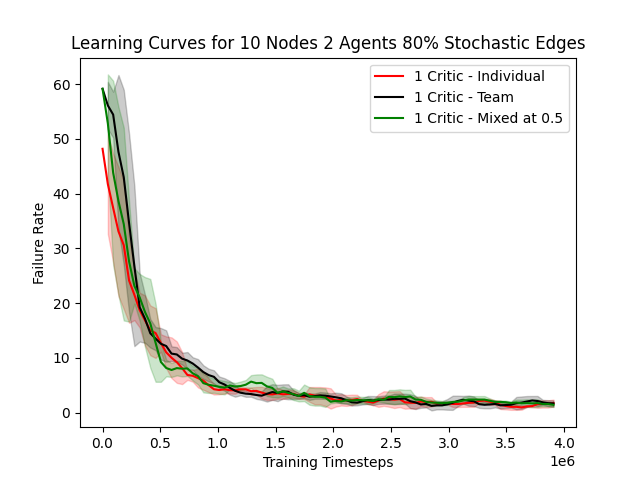 Learning Curves for 10 Nodes 2 Agents 80% Stochastic Edges
1 Critic - Individual
1 Critic - Team
1 Critic - Mixed at 0.5
Failure Rate
60
50
40
30
20
10
0
0.0 0.5 1.0 1.5 2.0 2.5 3.0 3.5 4.0
1e6
Training Timesteps